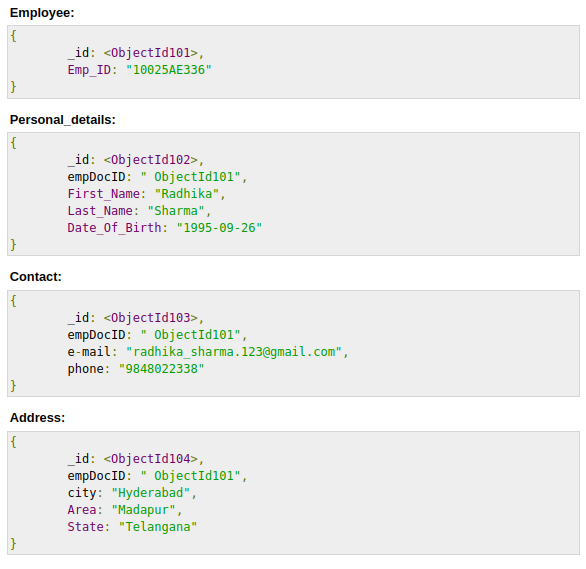 Employee:
{
_id: <ObjectId101>,
Emp_ID: "10025AE336"
}
Personal_details:
{
_id: <ObjectId102>,
empDocID: " ObjectId101",
First_Name: "Radhika",
Last_Name: "Sharma",
Date_Of_Birth: "1995-09-26"
}
Contact:
{
_id: <ObjectId103>,
empDocID: " ObjectId101",
e-mail: "radhika_sharma.123@gmail.com",
phone: "9848022338"
}
Address:
{
_id: <ObjectId104>,
empDocID: " ObjectId101",
city: "Hyderabad",
Area: "Madapur",
State: "Telangana"
}